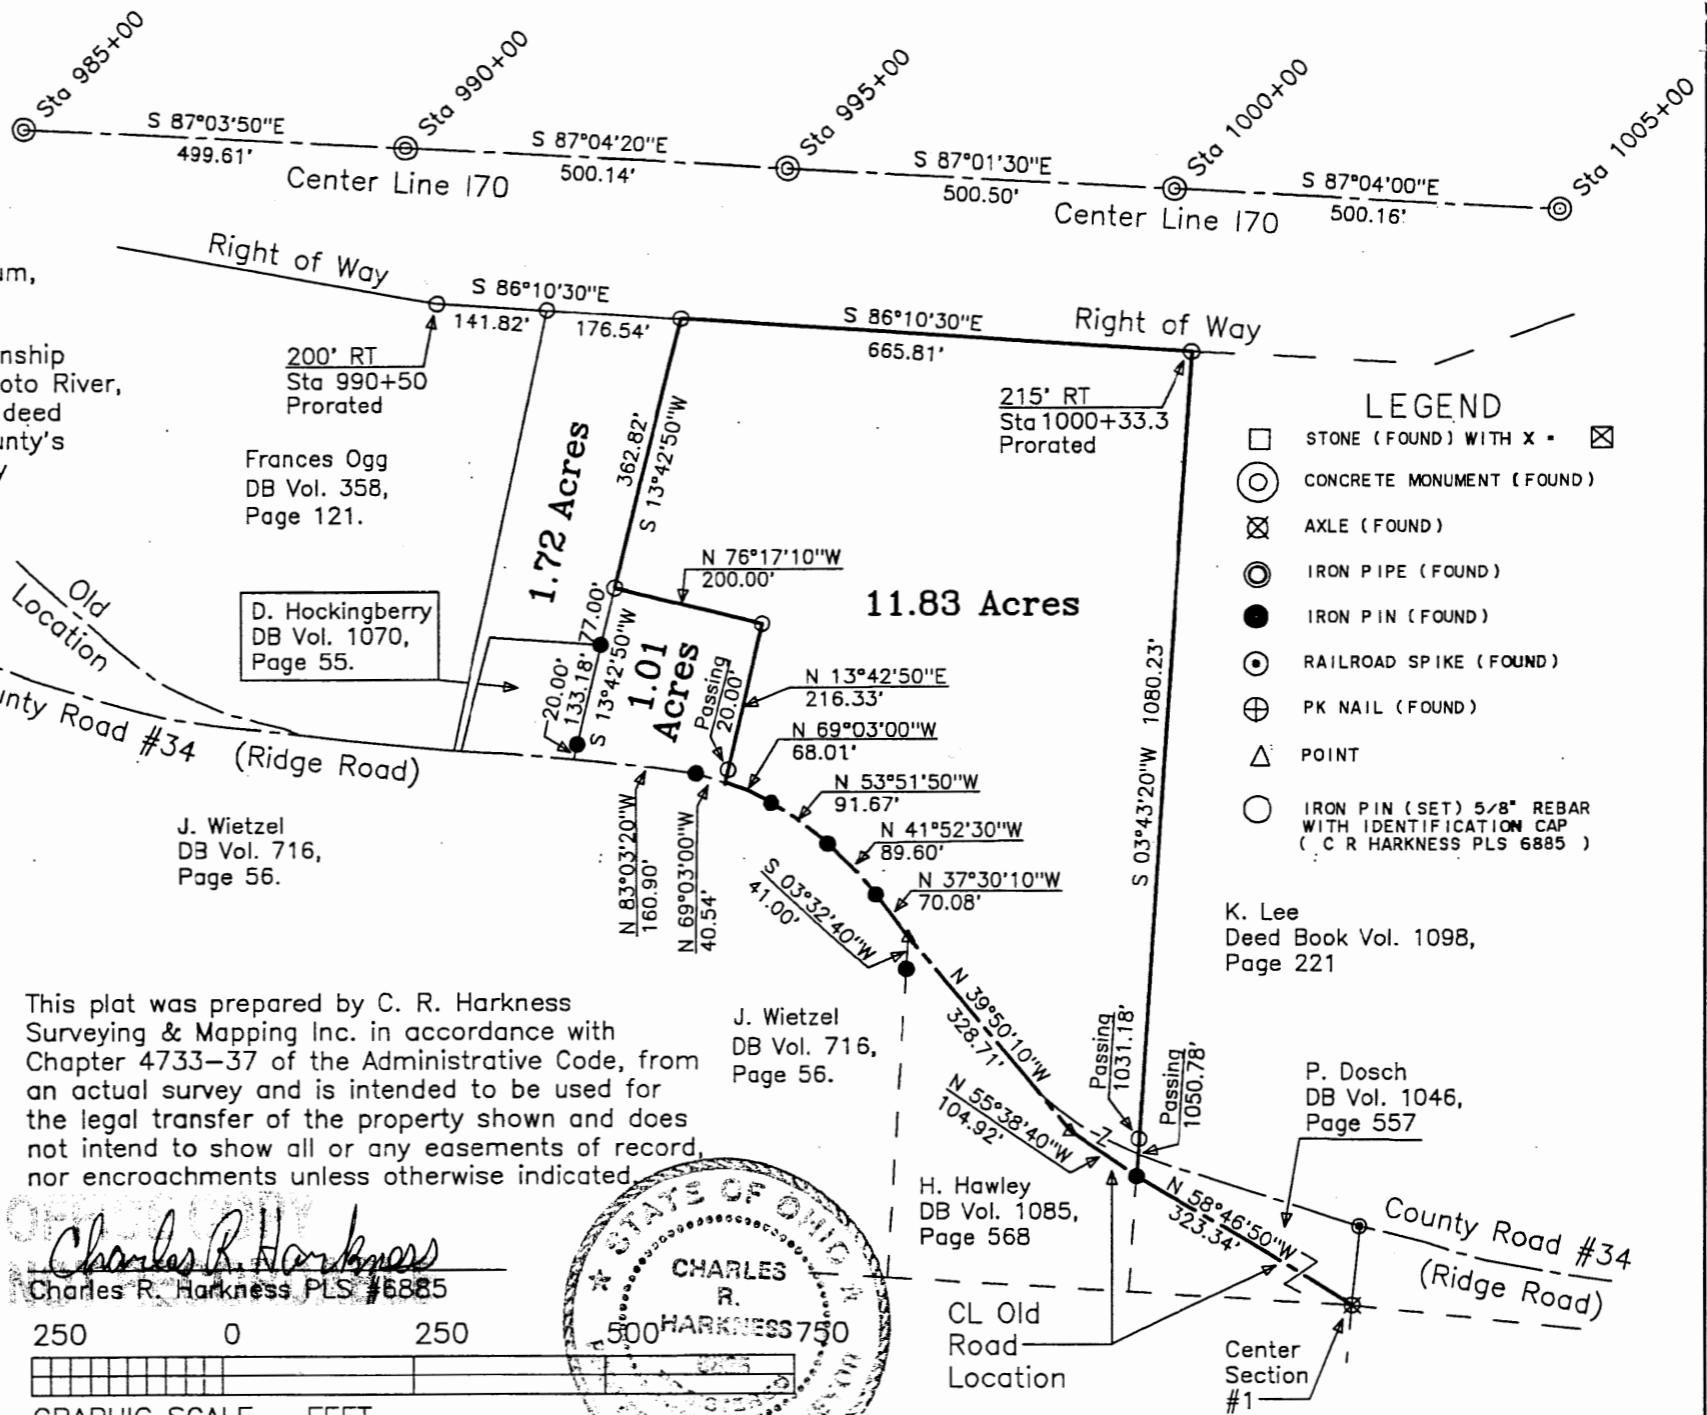 Sta 985+00
Sta 990+00
Sta 995+00
Sta 1000+00
Sta 1005+00
S 87°03'50"E
499.61'
S 87°04'20"E
500.14'
S 87°01'30"E
500.50'
S 87°04'00"E
500.16'
Center Line I70
Center Line I70
Right of Way
S 86°10'30"E
141.82'
176.54'
S 86°10'30"E
665.81'
Right of Way
200' RT
Sta 990+50
Prorated
215' RT
Sta 1000+33.3
Prorated
um,
nship
oto River,
deed
unty's
y
Frances Ogg
DB Vol. 358,
Page 121.
1.72 Acres
362.82'
S 13°42'50"W
N 76°17'10"W
200.00'
11.83 Acres
LEGEND
STONE (FOUND) WITH X -
CONCRETE MONUMENT (FOUND)
AXLE (FOUND)
IRON PIPE (FOUND)
IRON PIN (FOUND)
RAILROAD SPIKE (FOUND)
PK NAIL (FOUND)
POINT
IRON PIN (SET) 5/8" REBAR
WITH IDENTIFICATION CAP
( C R HARKNESS PLS 6885 )
Old
Location
D. Hockingberry
DB Vol. 1070,
Page 55.
77.00'
20.00'
133.18'
S 13°42'50"W
1.01
Acres
Passing
20.00'
N 13°42'50"E
216.33'
N 69°03'00"W
68.01'
N 53°51'50"W
91.67'
N 41°52'30"W
89.60'
N 37°30'10"W
70.08'
S 03°43'20"W 1080.23'
unty Road #34 (Ridge Road)
J. Wietzel
DB Vol. 716,
Page 56.
N 83°03'20"W
160.90'
N 69°03'00"W
40.54'
S 03°32'40"W
41.00'
K. Lee
Deed Book Vol. 1098,
Page 221
This plat was prepared by C. R. Harkness
Surveying & Mapping Inc. in accordance with
Chapter 4733-37 of the Administrative Code, from
an actual survey and is intended to be used for
the legal transfer of the property shown and does
not intend to show all or any easements of record,
nor encroachments unless otherwise indicated.
J. Wietzel
DB Vol. 716,
Page 56.
N 39°50'10"W
328.71'
N 55°38'40"W
104.92'
Passing
1031.18'
Passing
1050.78'
P. Dosch
DB Vol. 1046,
Page 557
H. Hawley
DB Vol. 1085,
Page 568
N 58°46'50"W
323.34'
County Road #34
(Ridge Road)
CL Old
Road
Location
Center
Section
#1
OFFICE COPY
Charles R. Harkness
Charles R. Harkness PLS #6885
STATE OF OHIO
CHARLES
R.
HARKNESS
250 0 250 500 750
GRAPHIC SCALE - FEET